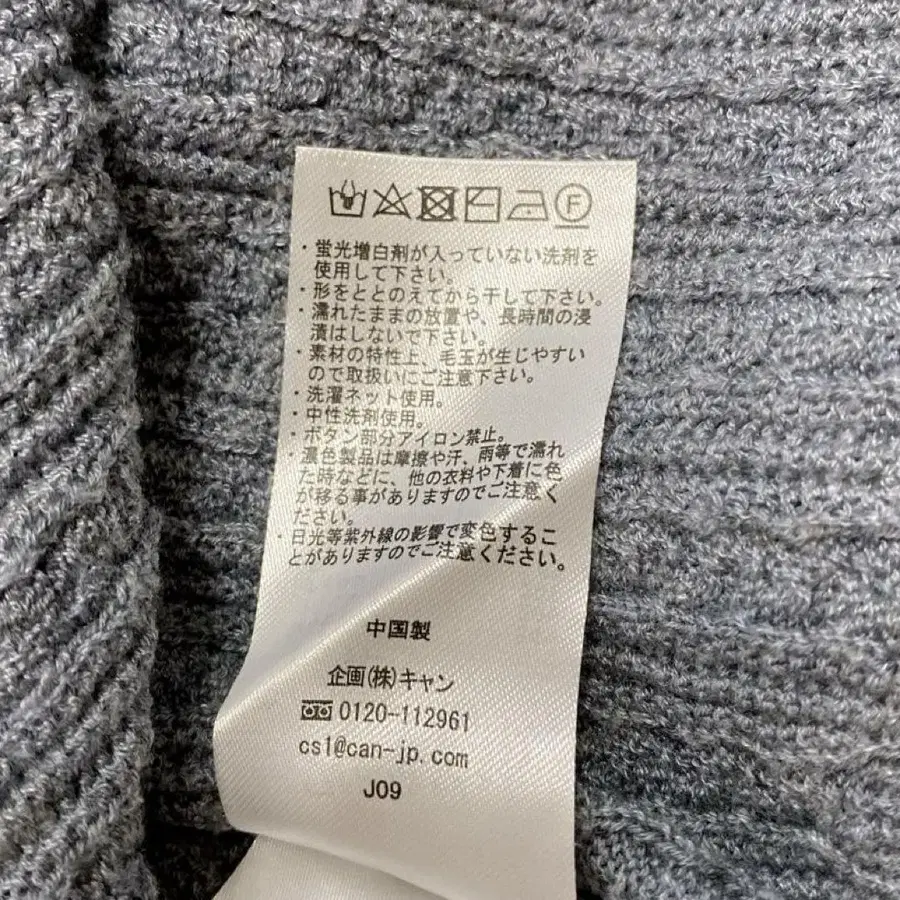 F
・蛍光増白剤が入っていない洗剤を
使用して下さい。
・形をととのえてから干して下さい。
・濡れたままの放置や、長時間の浸
漬はしないで下さい。
・素材の特性上、毛玉が生じやすい
ので取扱いにご注意下さい。
・洗濯ネット使用。
・中性洗剤使用。
・ボタン部分アイロン禁止。
・濃色製品は摩擦や汗、雨等で濡れ
た時などに、他の衣料や下着に色
が移る事がありますのでご注意く
ださい。
・日光等紫外線の影響で変色するこ
とがありますのでご注意ください。
中国製
企画(株)キャン
0120-112961
cs1@can-jp.com
J09